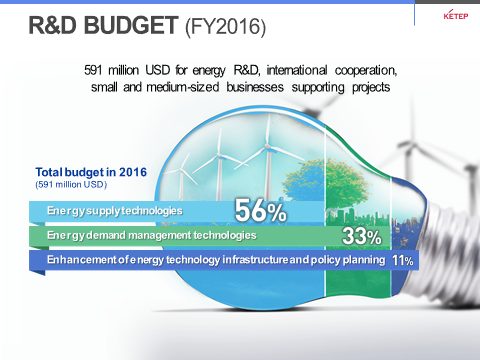 KETEP
R&D BUDGET (FY2016)
591 million USD for energy R&D, international cooperation,
small and medium-sized businesses supporting projects
Total budget in 2016
(591 million USD)
Energy supply technologies 56%
Energy demand management technologies 33%
Enhancement of energy technology infrastructure and policy planning 11%